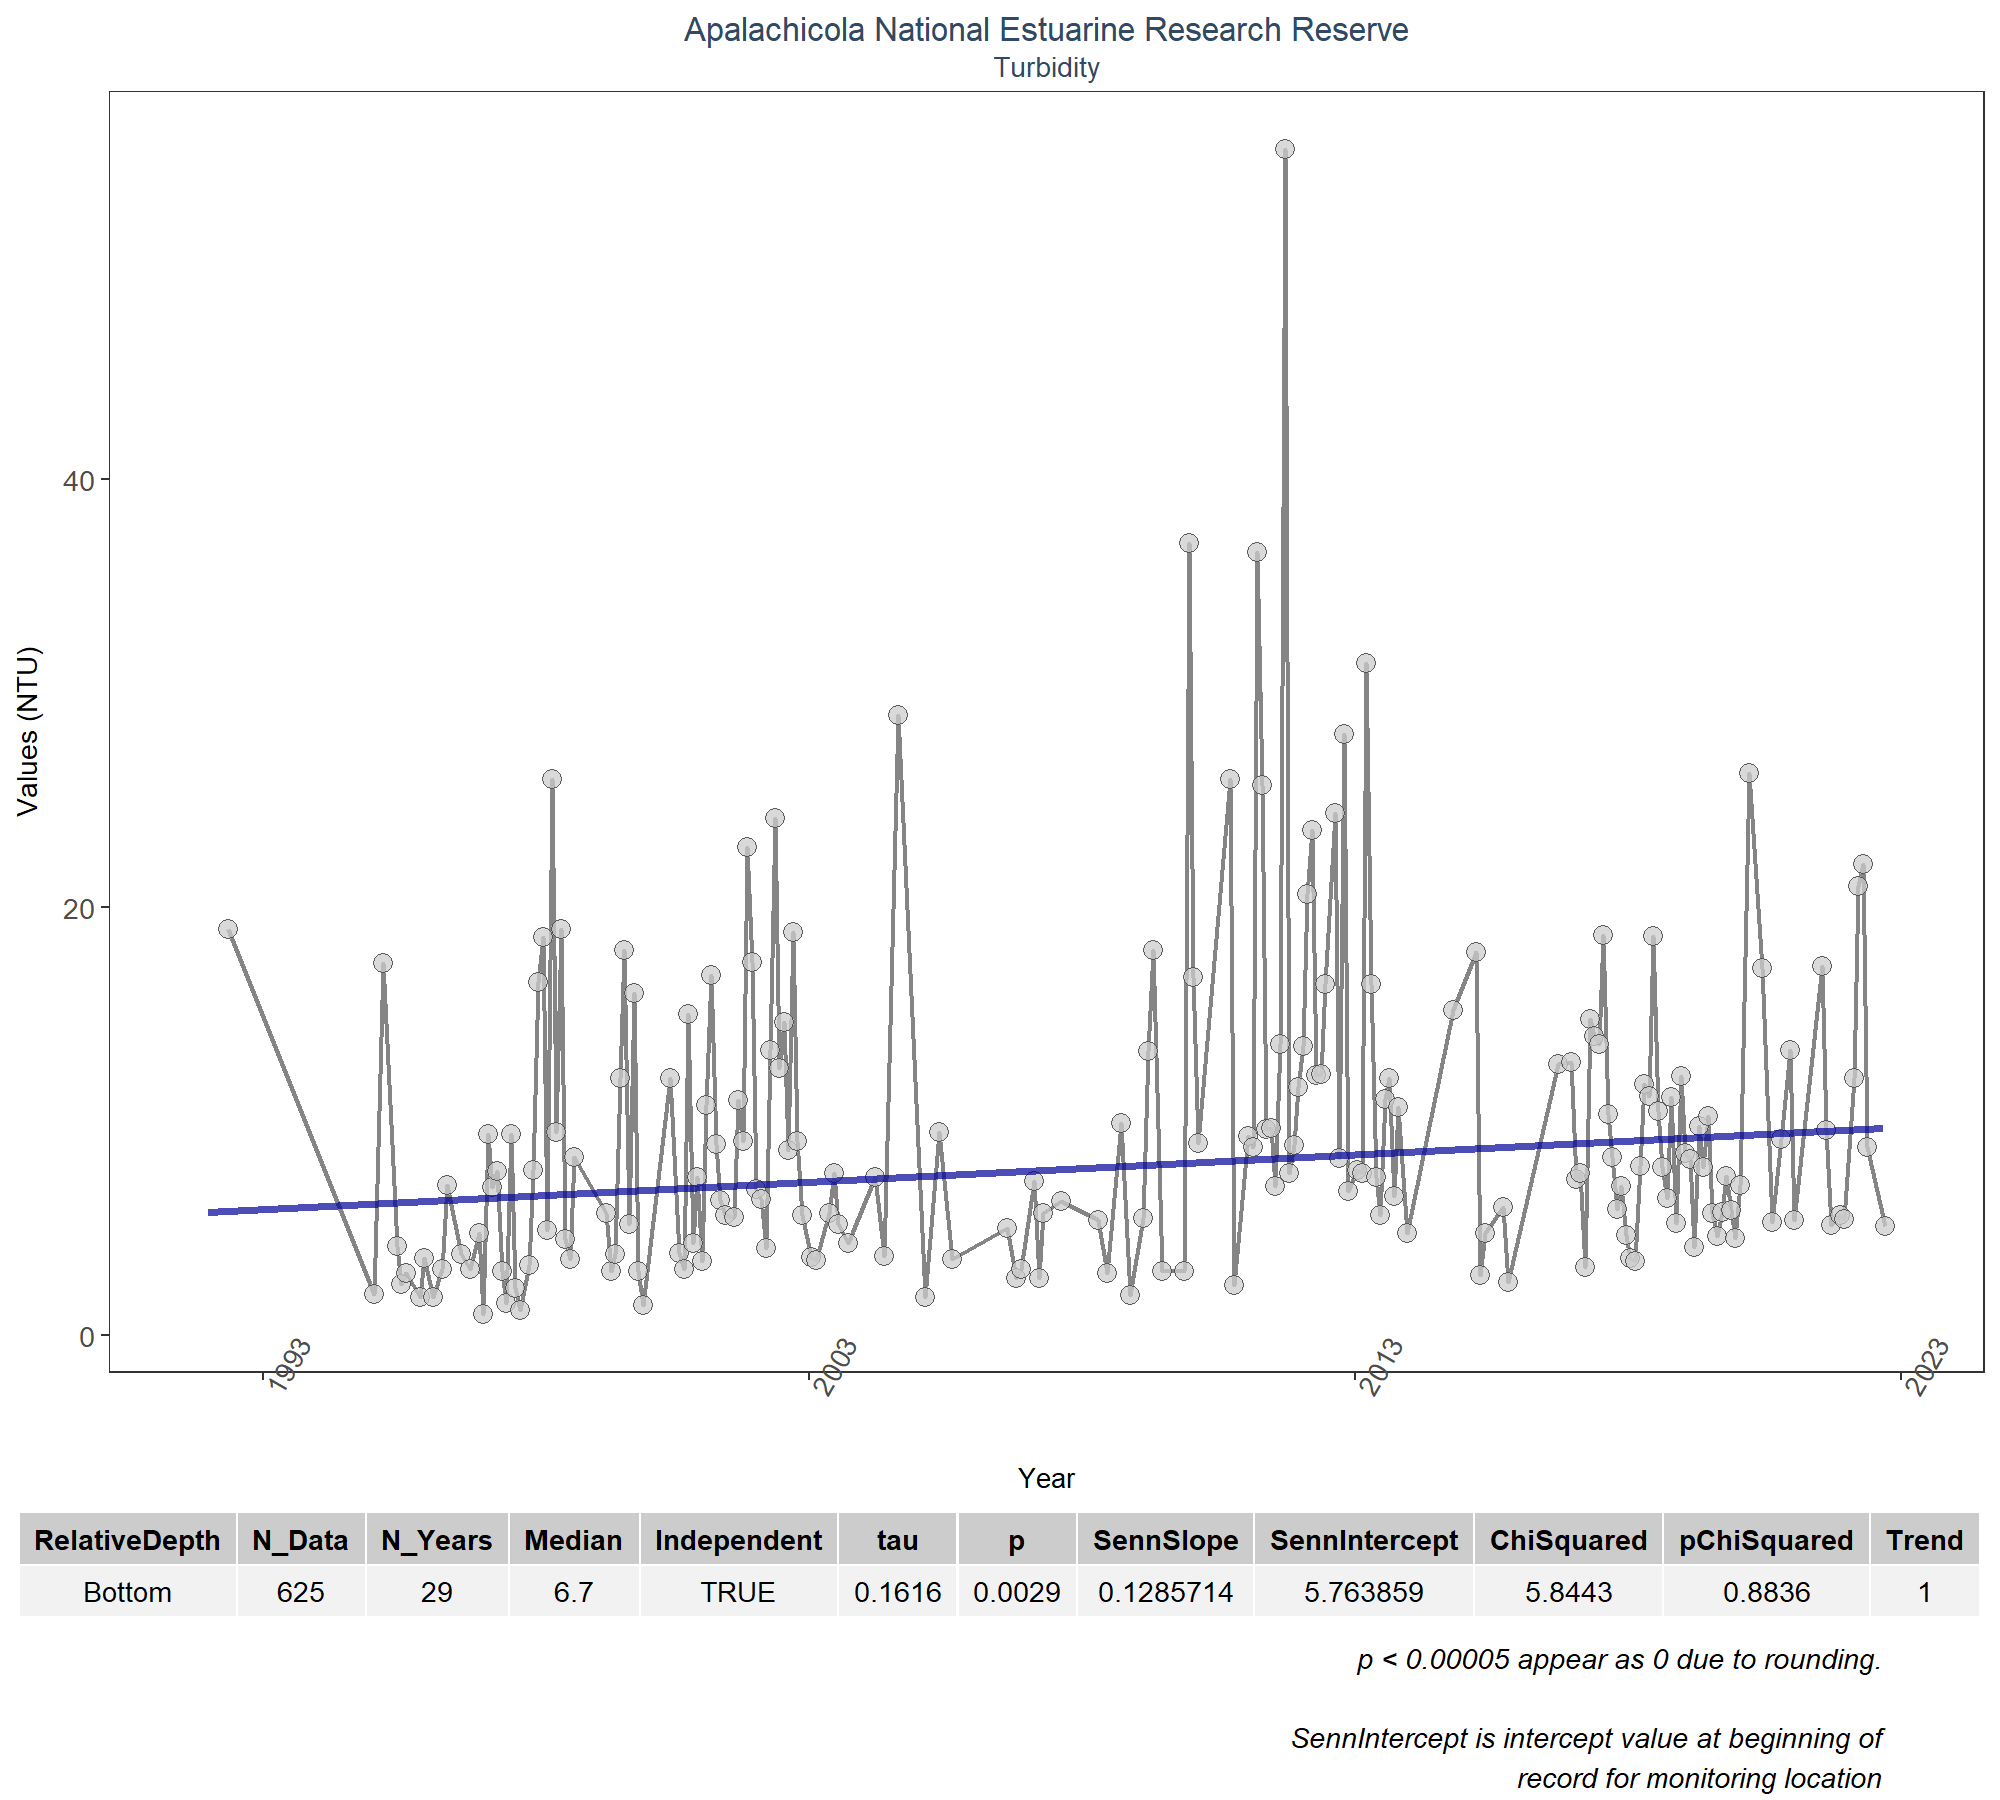 Apalachicola National Estuarine Research Reserve
Turbidity
Values (NTU)
40
20
0
1993
2003
2013
2023
Year
RelativeDepth N_Data N_Years Median Independent tau p SennSlope SennIntercept ChiSquared pChiSquared Trend
Bottom 625 29 6.7 TRUE 0.1616 0.0029 0.1285714 5.763859 5.8443 0.8836 1
p < 0.00005 appear as 0 due to rounding.
SennIntercept is intercept value at beginning of
record for monitoring location